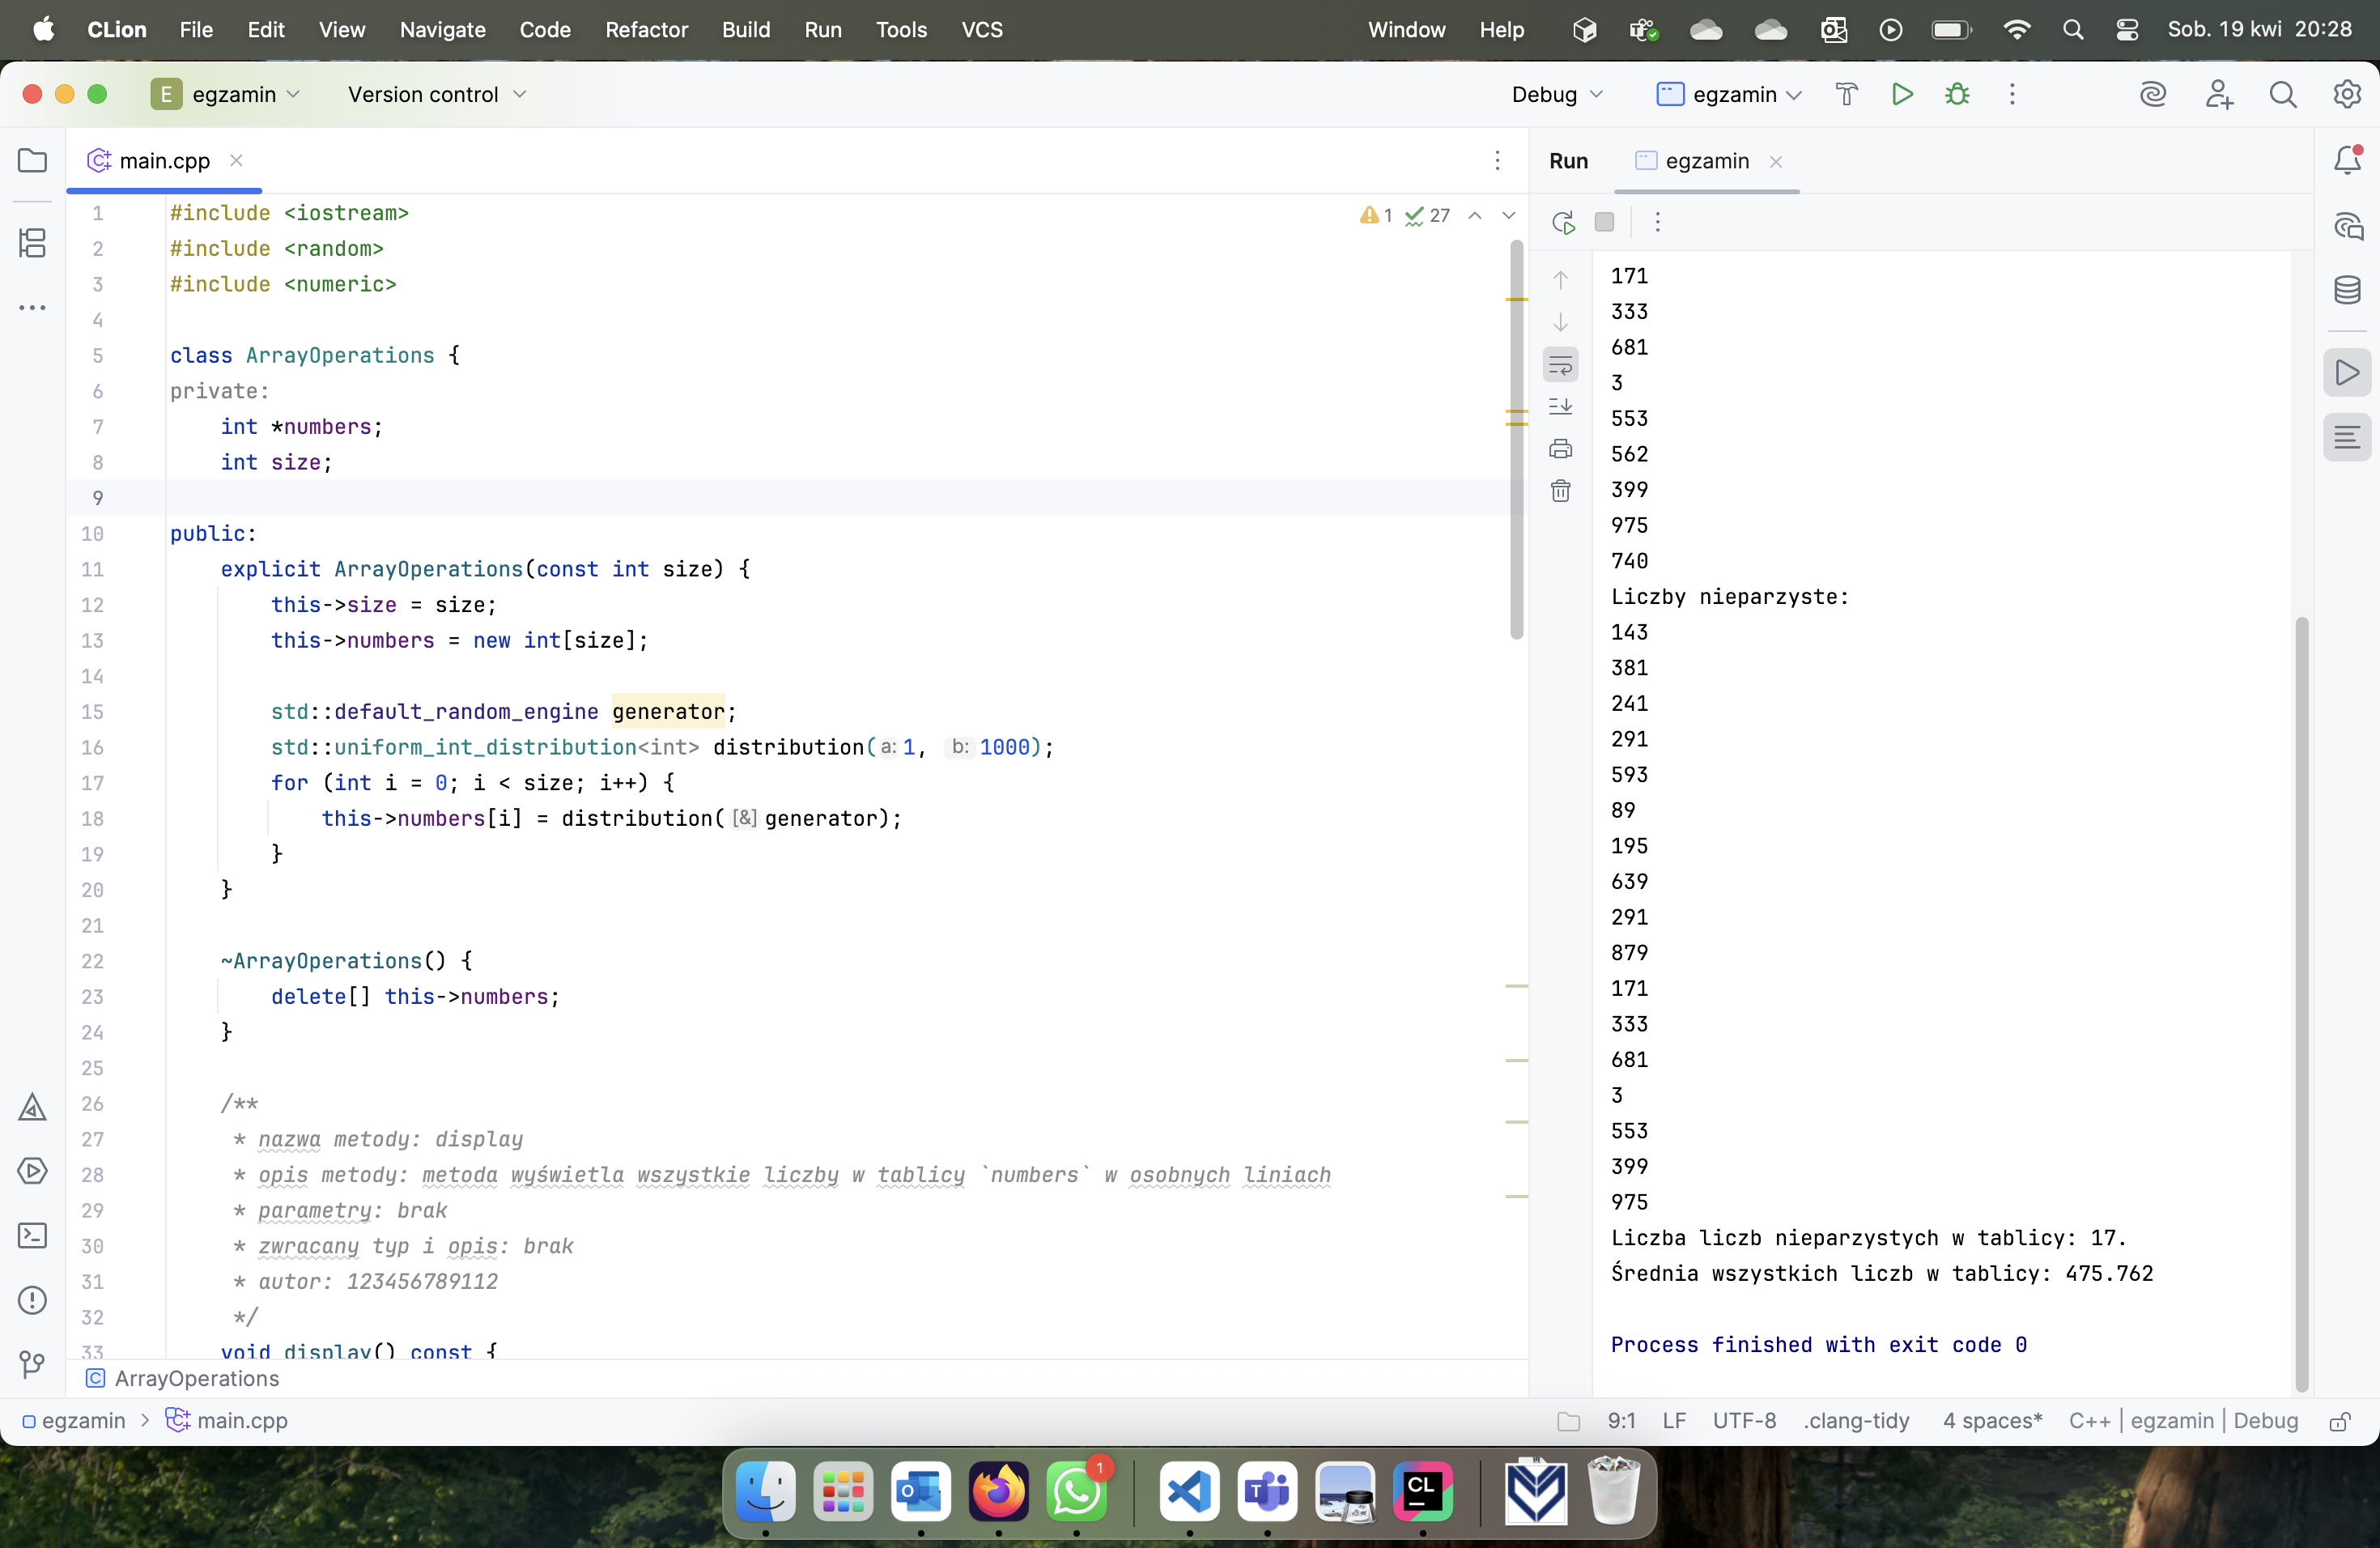 CLion File Edit View Navigate Code Refactor Build Run Tools VCS Window Help Sob. 19 kwi 20:28
E egzamin Version control Debug egzamin
main.cpp
Run egzamin
1 #include <iostream>
2 #include <random>
3 #include <numeric>
4
5 class ArrayOperations {
6 private:
7 int *numbers;
8 int size;
9
10 public:
11 explicit ArrayOperations(const int size) {
12 this->size = size;
13 this->numbers = new int[size];
14
15 std::default_random_engine generator;
16 std::uniform_int_distribution<int> distribution( a: 1, b: 1000);
17 for (int i = 0; i < size; i++) {
18 this->numbers[i] = distribution( [&] generator);
19 }
20 }
21
22 ~ArrayOperations() {
23 delete[] this->numbers;
24 }
25
26 /**
27 * nazwa metody: display
28 * opis metody: metoda wyświetla wszystkie liczby w tablicy `numbers` w osobnych liniach
29 * parametry: brak
30 * zwracany typ i opis: brak
31 * autor: 123456789112
32 */
33 void display() const {
1 27
ArrayOperations
171
333
681
3
553
562
399
975
740
Liczby nieparzyste:
143
381
241
291
593
89
195
639
291
879
171
333
681
3
553
399
975
Liczba liczb nieparzystych w tablicy: 17.
Średnia wszystkich liczb w tablicy: 475.762
Process finished with exit code 0
egzamin > main.cpp 9:1 LF UTF-8 .clang-tidy 4 spaces* C++ | egzamin | Debug
1
O
T
CL